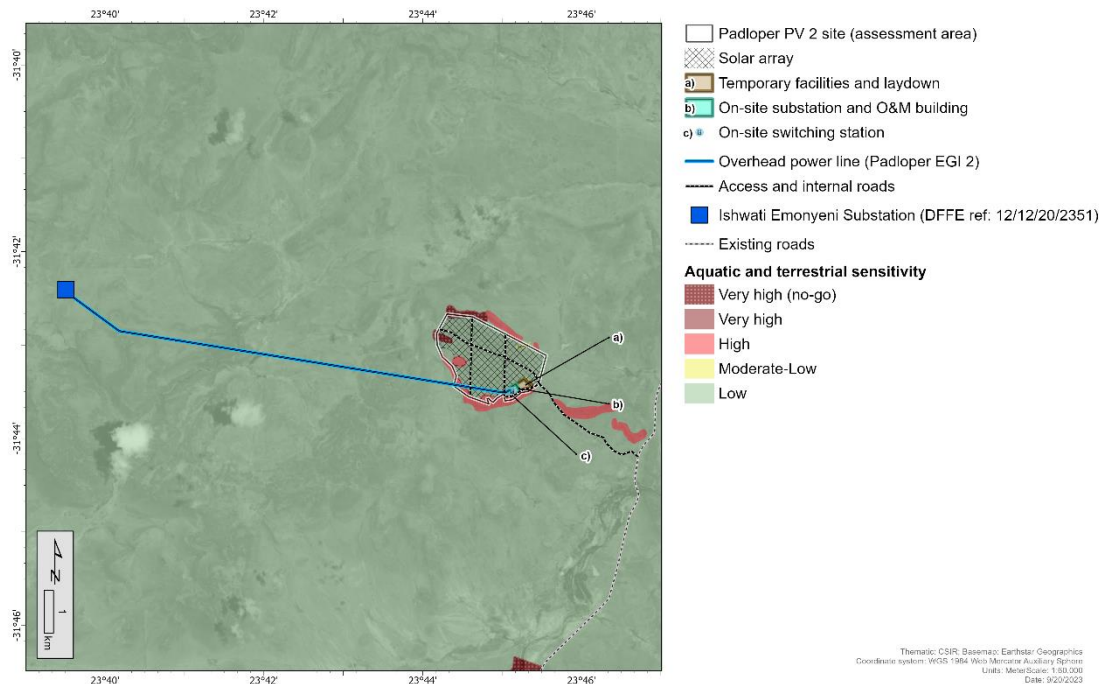 23°40'
23°42'
23°44'
23°46'
-31°40'
-31°42'
-31°44'
-31°46'
a)
b)
c)
N
1
km
23°40'
23°42'
23°44'
23°46'
Padloper PV 2 site (assessment area)
Solar array
a) Temporary facilities and laydown
b) On-site substation and O&M building
c) On-site switching station
Overhead power line (Padloper EGI 2)
Access and internal roads
Ishwati Emonyeni Substation (DFFE ref: 12/12/20/2351)
Existing roads
Aquatic and terrestrial sensitivity
Very high (no-go)
Very high
High
Moderate-Low
Low
Thematic: CSIR; Basemap: Earthstar Geographics
Coordinate system: WGS 1984 Web Mercator Auxiliary Sphere
Units: MeterScale: 1:60,000
Date: 9/20/2023